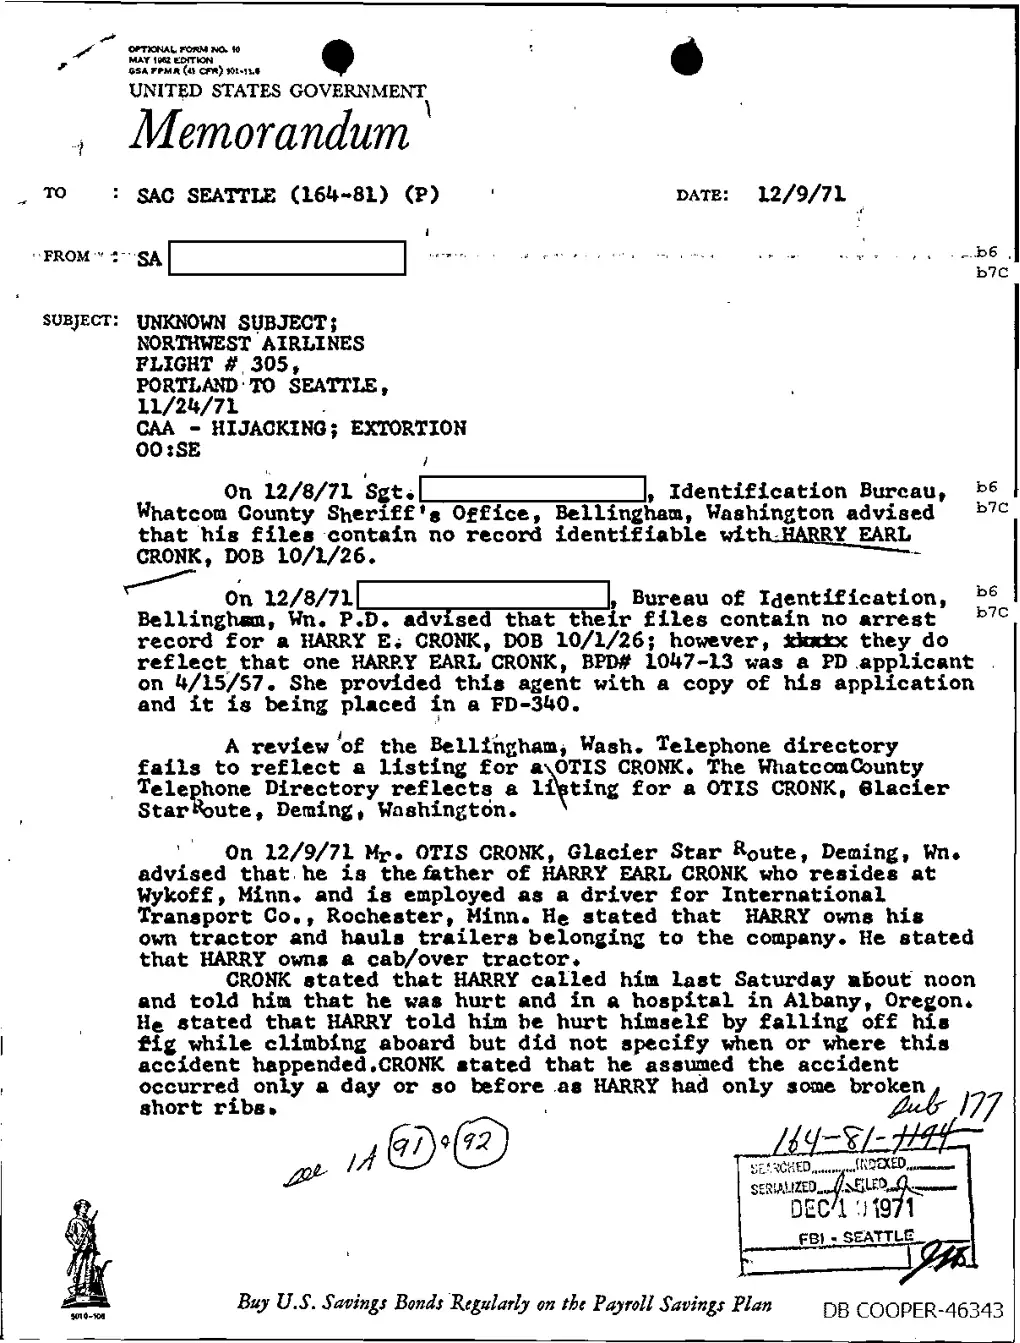 OPTIONAL FORM NO. 10
MAY 1962 EDITION
GSA FPMR (41 CFR) 101-11.6
UNITED STATES GOVERNMENT
Memorandum
TO : SAC SEATTLE (164-81) (P) DATE: 12/9/71
FROM : SA b6
b7C
SUBJECT: UNKNOWN SUBJECT;
NORTHWEST AIRLINES
FLIGHT # 305,
PORTLAND TO SEATTLE,
11/24/71
CAA - HIJACKING; EXTORTION
OO:SE
On 12/8/71 Sgt. , Identification Bureau, b6
Whatcom County Sheriff's Office, Bellingham, Washington advised b7C
that his files contain no record identifiable with HARRY EARL
CRONK, DOB 10/1/26.
On 12/8/71 , Bureau of Identification, b6
Bellingham, Wn. P.D. advised that their files contain no arrest b7C
record for a HARRY E. CRONK, DOB 10/1/26; however, they do
reflect that one HARRY EARL CRONK, BPD# 1047-13 was a PD applicant
on 4/15/57. She provided this agent with a copy of his application
and it is being placed in a FD-340.
A review of the Bellingham, Wash. Telephone directory
fails to reflect a listing for a OTIS CRONK. The WhatcomCounty
Telephone Directory reflects a listing for a OTIS CRONK, Glacier
StarRoute, Deming, Washington.
On 12/9/71 Mr. OTIS CRONK, Glacier Star Route, Deming, Wn.
advised that he is the father of HARRY EARL CRONK who resides at
Wykoff, Minn. and is employed as a driver for International
Transport Co., Rochester, Minn. He stated that HARRY owns his
own tractor and hauls trailers belonging to the company. He stated
that HARRY owns a cab/over tractor.
CRONK stated that HARRY called him last Saturday about noon
and told him that he was hurt and in a hospital in Albany, Oregon.
He stated that HARRY told him he hurt himself by falling off his
fig while climbing aboard but did not specify when or where this
accident happended.CRONK stated that he assumed the accident
occurred only a day or so before as HARRY had only some broken
short ribs.
Sub 177
164-81-1194
see 1A 91 & 92
SEARCHED INDEXED
SERIALIZED FILED
DEC 1 1971
FBI - SEATTLE
5010-108
Buy U.S. Savings Bonds Regularly on the Payroll Savings Plan
DB COOPER-46343